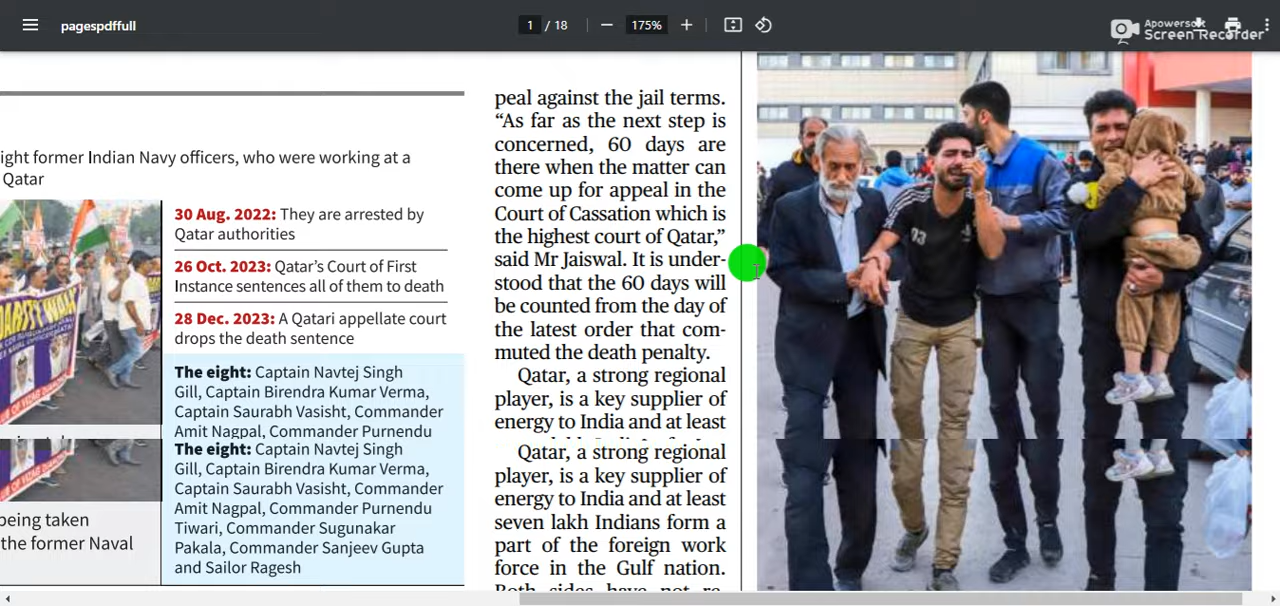 pagespdffull
1 / 18
175%
Apowersoft
Screen Recorder
ight former Indian Navy officers, who were working at a
Qatar
30 Aug. 2022: They are arrested by
Qatar authorities
26 Oct. 2023: Qatar's Court of First
Instance sentences all of them to death
28 Dec. 2023: A Qatari appellate court
drops the death sentence
The eight: Captain Navtej Singh
Gill, Captain Birendra Kumar Verma,
Captain Saurabh Vasisht, Commander
Amit Nagpal, Commander Purnendu
The eight: Captain Navtej Singh
Gill, Captain Birendra Kumar Verma,
Captain Saurabh Vasisht, Commander
Amit Nagpal, Commander Purnendu
Tiwari, Commander Sugunakar
Pakala, Commander Sanjeev Gupta
and Sailor Ragesh
being taken
the former Naval
peal against the jail terms.
“As far as the next step is
concerned, 60 days are
there when the matter can
come up for appeal in the
Court of Cassation which is
the highest court of Qatar,”
said Mr Jaiswal. It is under-
stood that the 60 days will
be counted from the day of
the latest order that com-
muted the death penalty.
Qatar, a strong regional
player, is a key supplier of
energy to India and at least
Qatar, a strong regional
player, is a key supplier of
energy to India and at least
seven lakh Indians form a
part of the foreign work
force in the Gulf nation.
Both sides have not re-
03